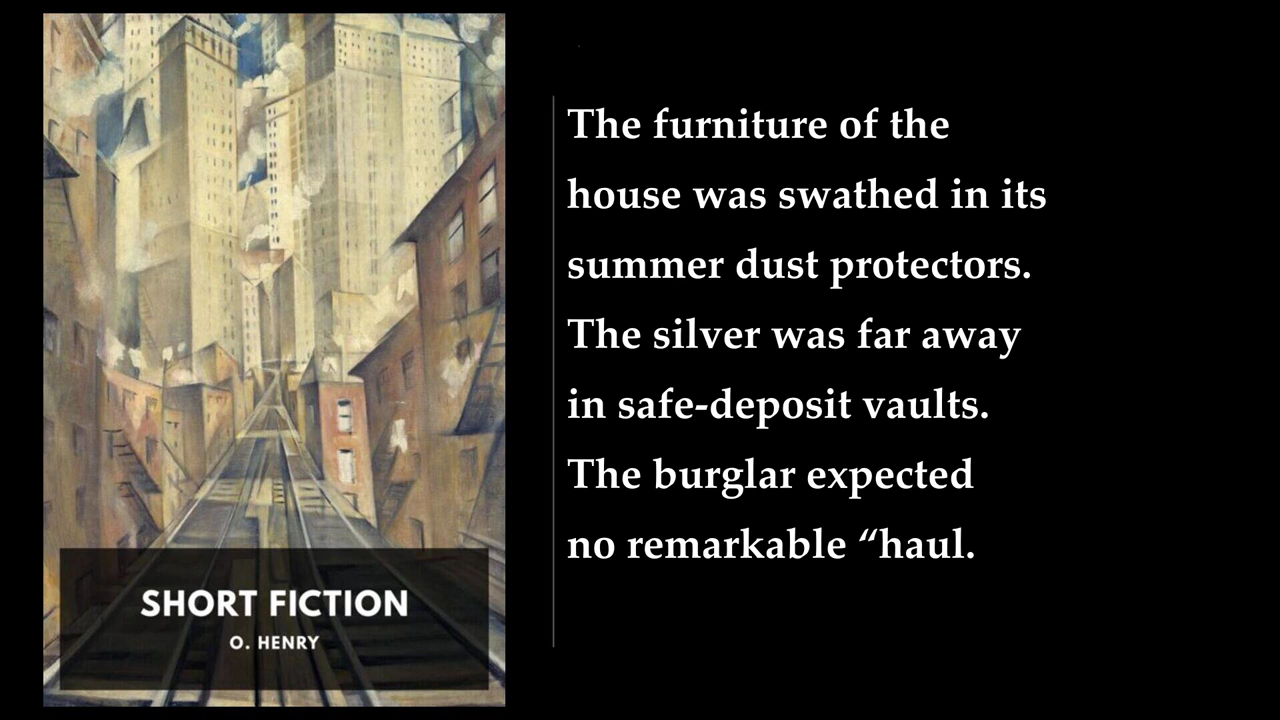 SHORT FICTION
O. HENRY
The furniture of the
house was swathed in its
summer dust protectors.
The silver was far away
in safe-deposit vaults.
The burglar expected
no remarkable “haul.